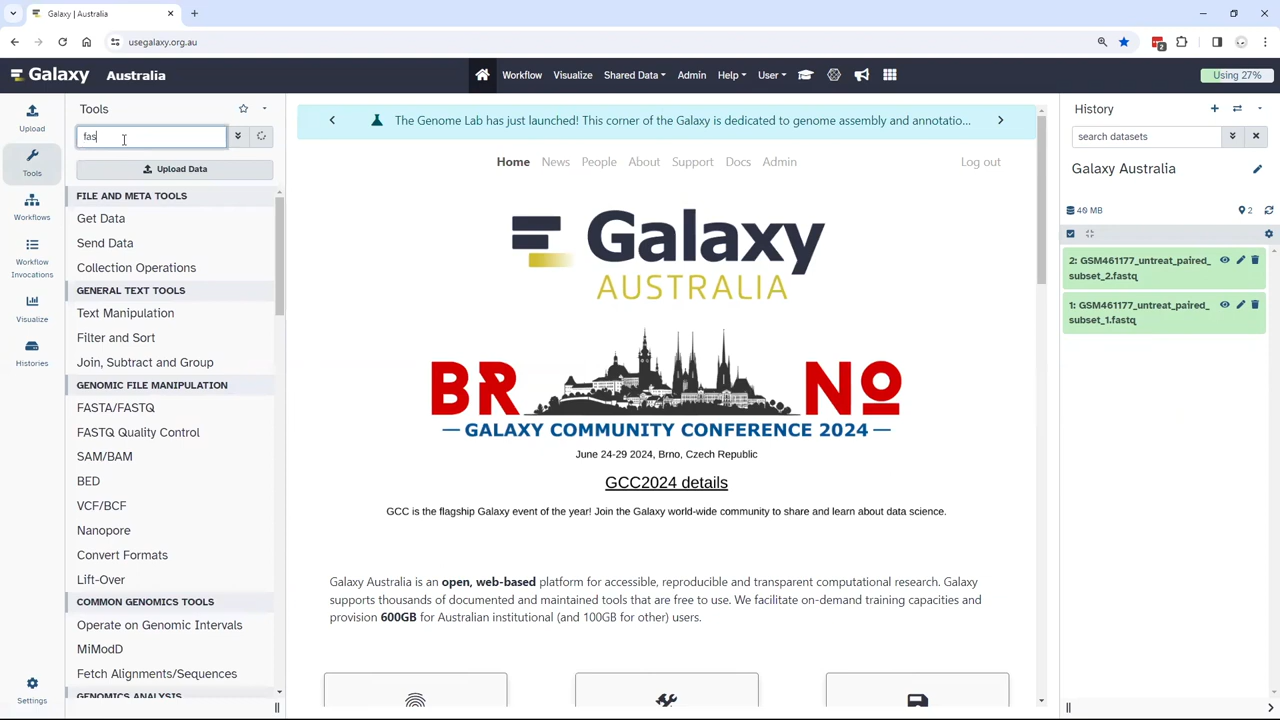 Galaxy | Australia
usegalaxy.org.au
2
Galaxy Australia
Workflow Visualize Shared Data Admin Help User
Using 27%
Upload
Tools
Workflows
Workflow
Invocations
Visualize
Histories
Settings
Tools
fas
Upload Data
FILE AND META TOOLS
Get Data
Send Data
Collection Operations
GENERAL TEXT TOOLS
Text Manipulation
Filter and Sort
Join, Subtract and Group
GENOMIC FILE MANIPULATION
FASTA/FASTQ
FASTQ Quality Control
SAM/BAM
BED
VCF/BCF
Nanopore
Convert Formats
Lift-Over
COMMON GENOMICS TOOLS
Operate on Genomic Intervals
MiModD
Fetch Alignments/Sequences
GENOMICS ANALYSIS
The Genome Lab has just launched! This corner of the Galaxy is dedicated to genome assembly and annotatio...
Home News People About Support Docs Admin Log out
Galaxy
AUSTRALIA
BR NO
GALAXY COMMUNITY CONFERENCE 2024
June 24-29 2024, Brno, Czech Republic
GCC2024 details
GCC is the flagship Galaxy event of the year! Join the Galaxy world-wide community to share and learn about data science.
Galaxy Australia is an open, web-based platform for accessible, reproducible and transparent computational research. Galaxy
supports thousands of documented and maintained tools that are free to use. We facilitate on-demand training capacities and
provision 600GB for Australian institutional (and 100GB for other) users.
History
search datasets
Galaxy Australia
40 MB
2
2: GSM461177_untreat_paired_
subset_2.fastq
1: GSM461177_untreat_paired_
subset_1.fastq